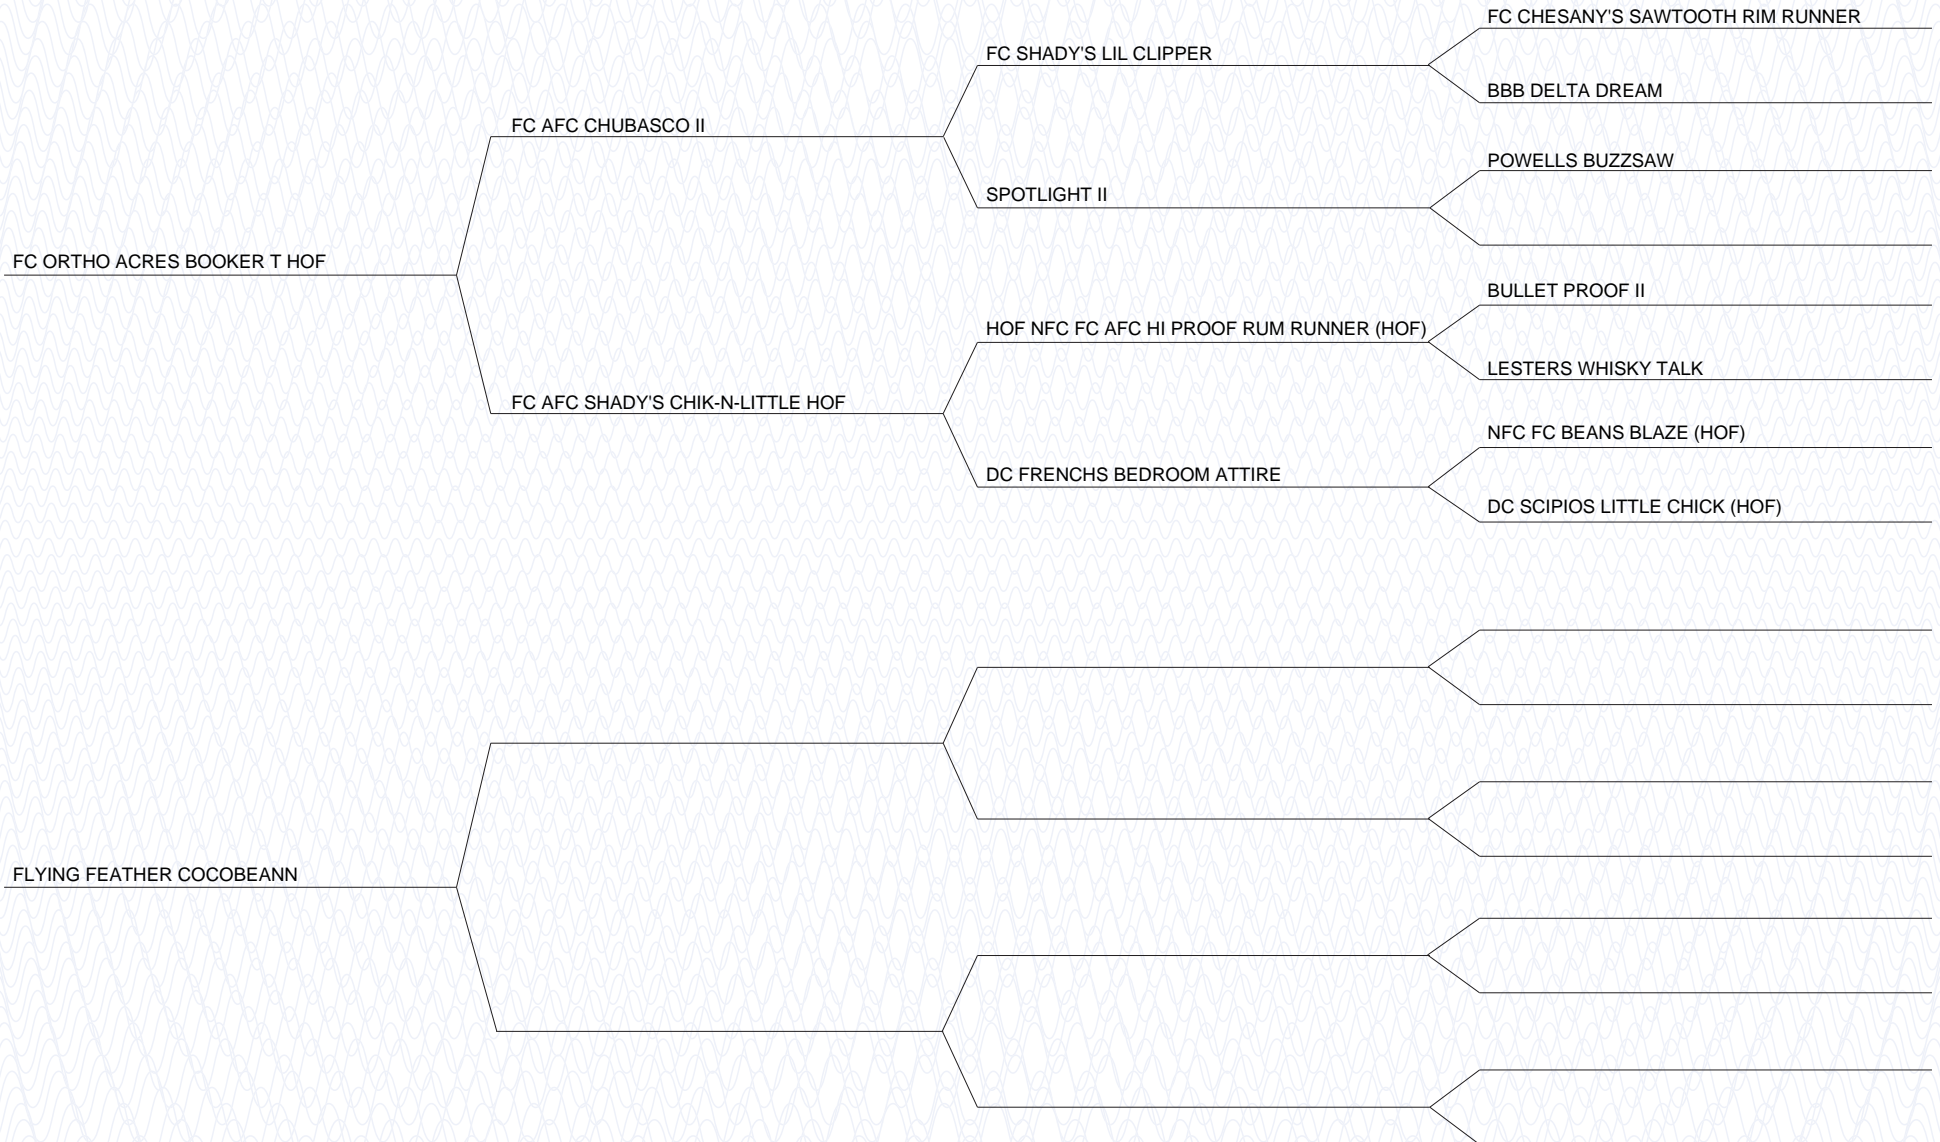 FC CHESANY'S SAWTOOTH RIM RUNNER
FC SHADY'S LIL CLIPPER
BBB DELTA DREAM
FC AFC CHUBASCO II
POWELLS BUZZSAW
SPOTLIGHT II
FC ORTHO ACRES BOOKER T HOF
BULLET PROOF II
HOF NFC FC AFC HI PROOF RUM RUNNER (HOF)
LESTERS WHISKY TALK
FC AFC SHADY'S CHIK-N-LITTLE HOF
NFC FC BEANS BLAZE (HOF)
DC FRENCHS BEDROOM ATTIRE
DC SCIPIOS LITTLE CHICK (HOF)
FLYING FEATHER COCOBEANN